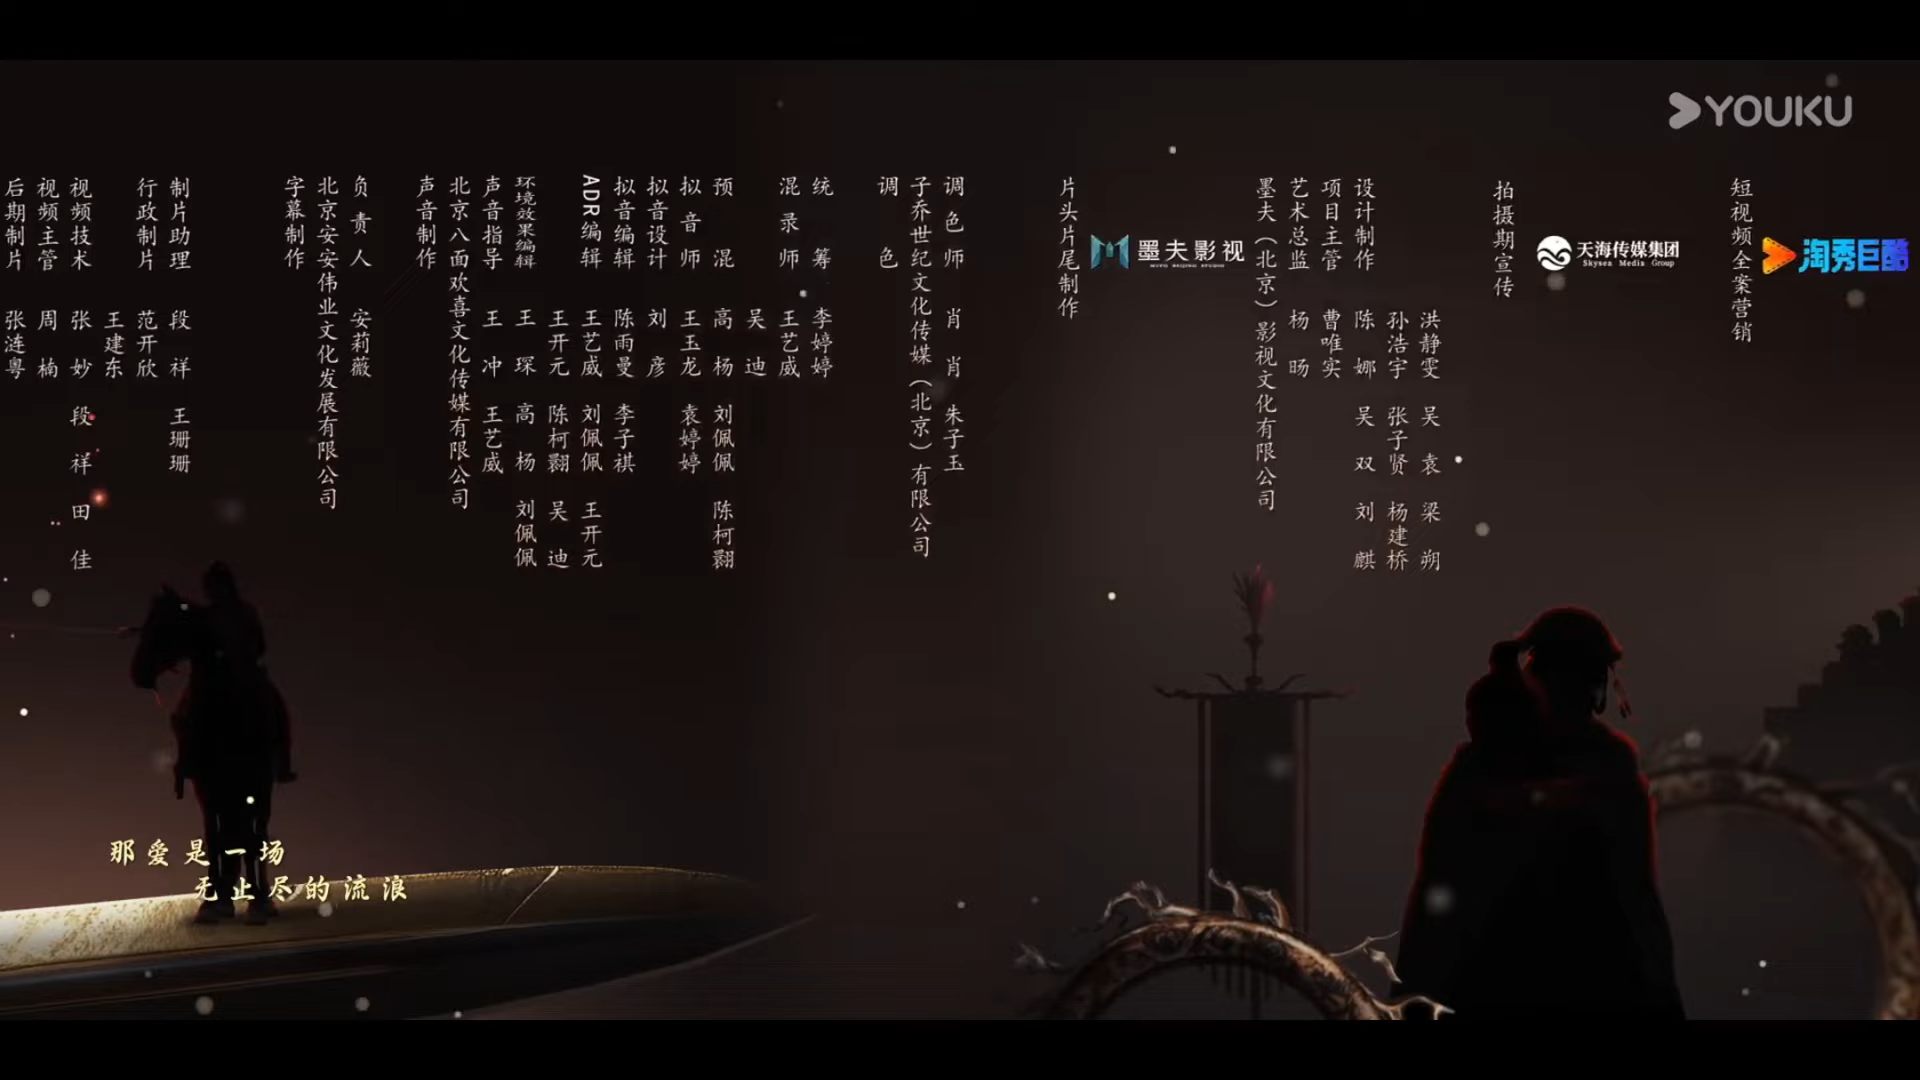 YOUKU
后期制片 张涟粤
视频主管 周楠
视频技术 张妙 段祥 田佳
王建东
行政制片 范开欣
制片助理 段祥 王珊珊
字幕制作
北京安安伟业文化发展有限公司
负责人 安莉薇
声音制作
北京八面欢喜文化传媒有限公司
声音指导 王冲 王艺威
环境效果编辑 王琛 高杨 刘佩佩
王开元 陈柯翾 吴迪
ADR编辑 王艺威 刘佩佩 王开元
拟音编辑 陈雨曼 李子祺
拟音设计 刘彦
拟音师 王玉龙 袁婷婷
预混 高杨 刘佩佩 陈柯翾
吴迪
混录师 王艺威
统筹 李婷婷
调色
子乔世纪文化传媒（北京）有限公司
调色师 肖肖 朱子玉
片头片尾制作
墨夫影视
墨夫（北京）影视文化有限公司
艺术总监 杨旸
项目主管 曹唯实
设计制作 陈娜 吴双 刘麒
孙浩宇 张子贤 杨建桥
洪静雯 吴袁 梁朔
拍摄期宣传
天海传媒集团
Skysea Media Group
短视频全案营销
淘秀巨酷
那爱是一场
无止尽的流浪